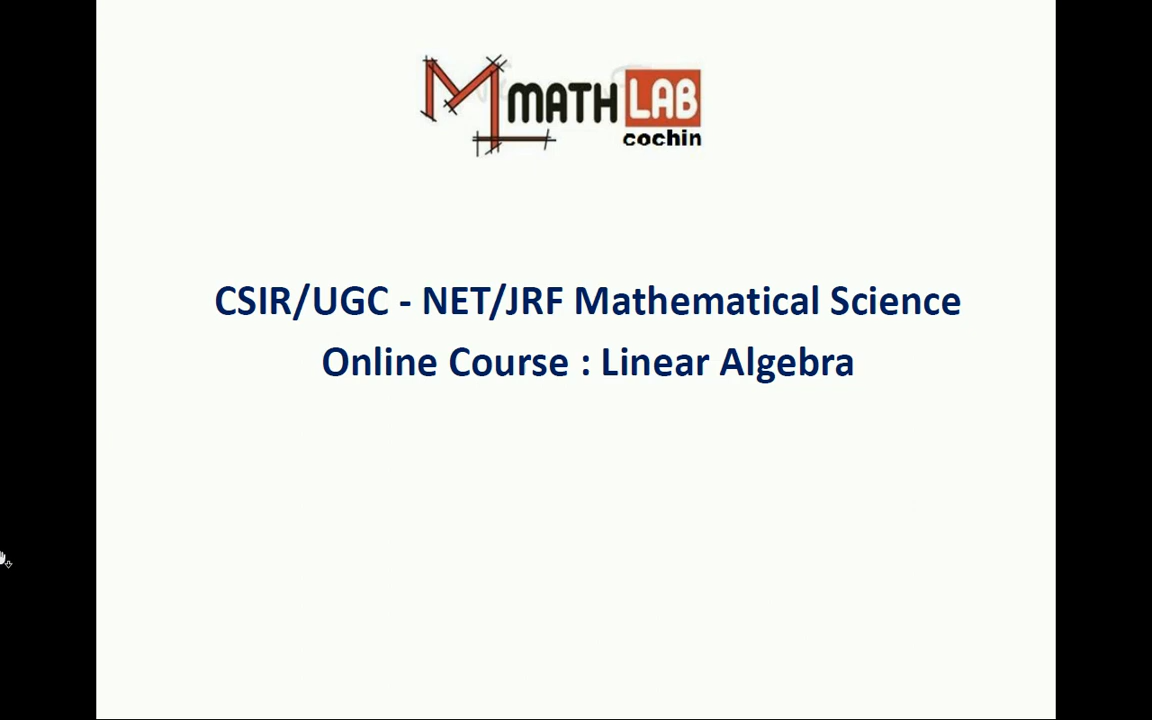 MATH LAB
cochin
CSIR/UGC - NET/JRF Mathematical Science
Online Course : Linear Algebra